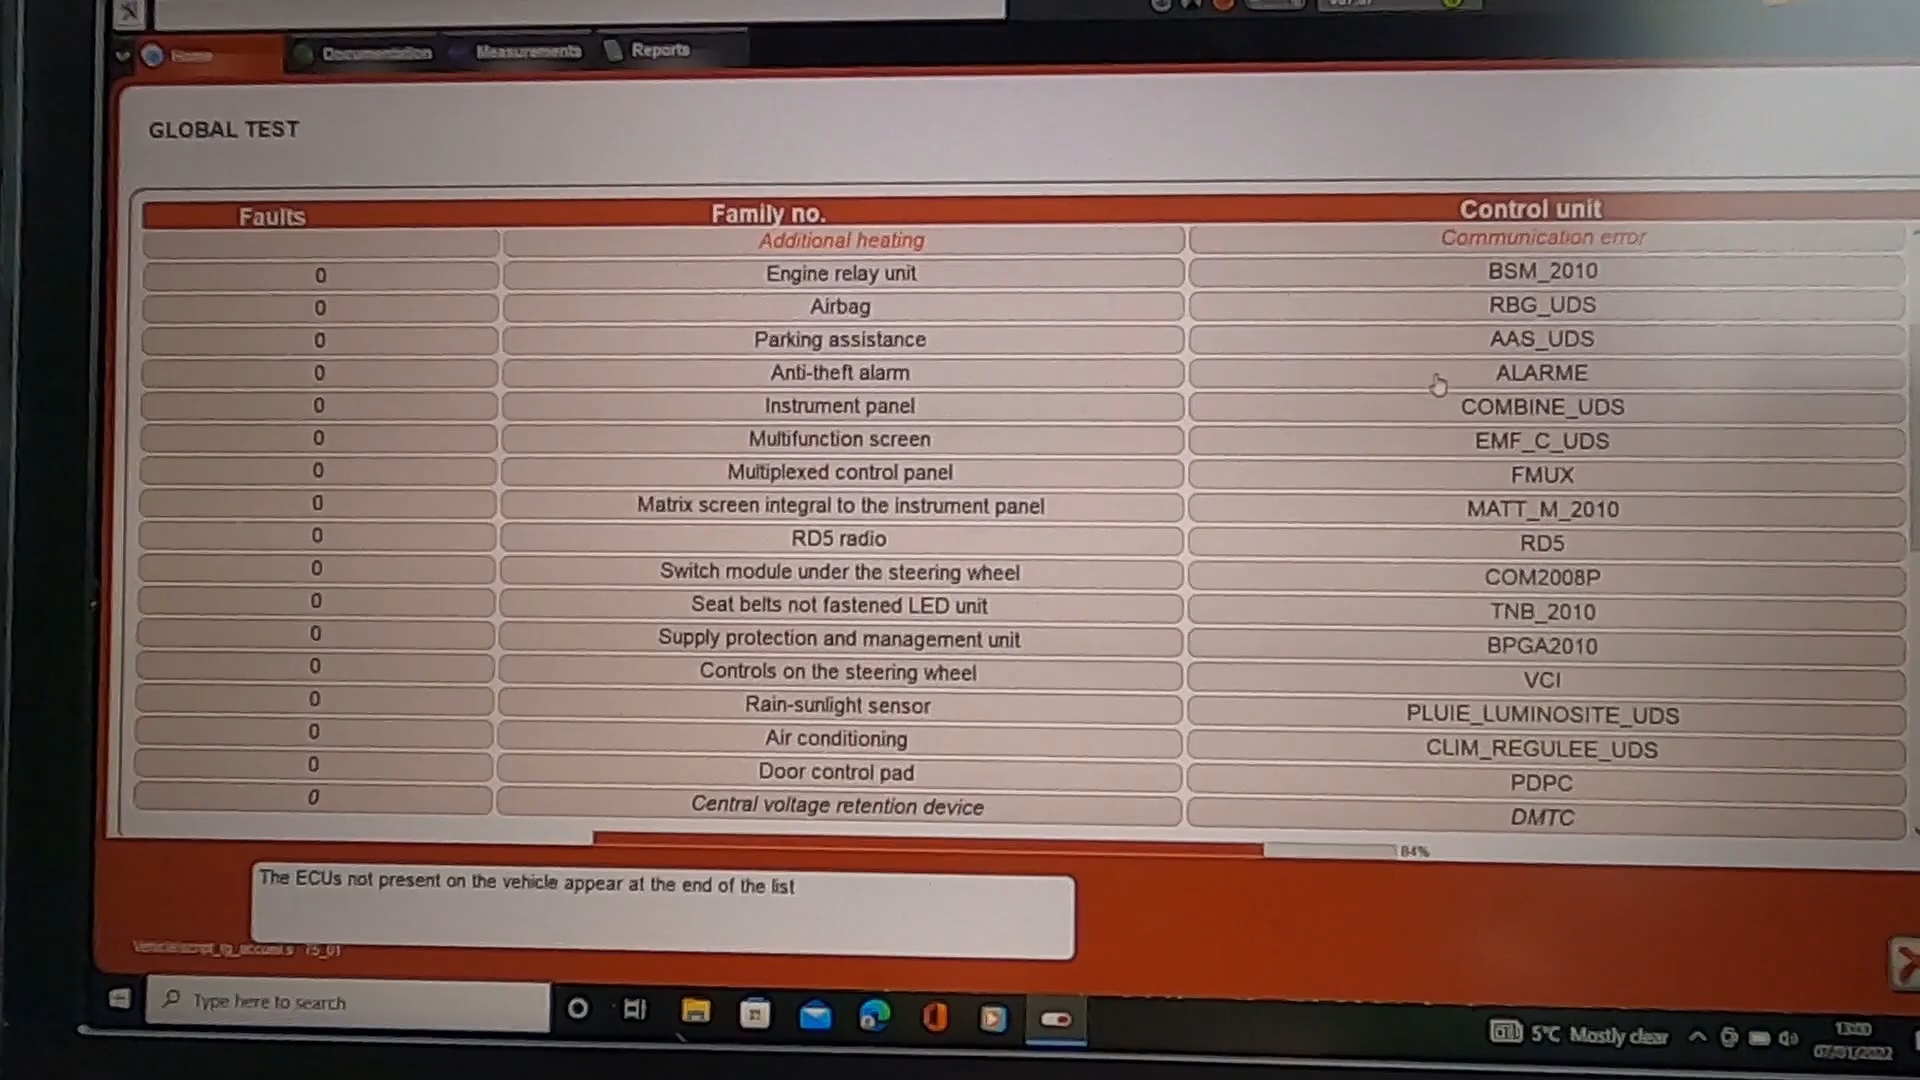 Home Documentation Measurements Reports
GLOBAL TEST
Faults Family no. Control unit
Additional heating Communication error
0 Engine relay unit BSM_2010
0 Airbag RBG_UDS
0 Parking assistance AAS_UDS
0 Anti-theft alarm ALARME
0 Instrument panel COMBINE_UDS
0 Multifunction screen EMF_C_UDS
0 Multiplexed control panel FMUX
0 Matrix screen integral to the instrument panel MATT_M_2010
0 RD5 radio RD5
0 Switch module under the steering wheel COM2008P
0 Seat belts not fastened LED unit TNB_2010
0 Supply protection and management unit BPGA2010
0 Controls on the steering wheel VCI
0 Rain-sunlight sensor PLUIE_LUMINOSITE_UDS
0 Air conditioning CLIM_REGULEE_UDS
0 Door control pad PDPC
0 Central voltage retention device DMTC
84%
The ECUs not present on the vehicle appear at the end of the list
Type here to search
5°C Mostly clear
07/01/2022